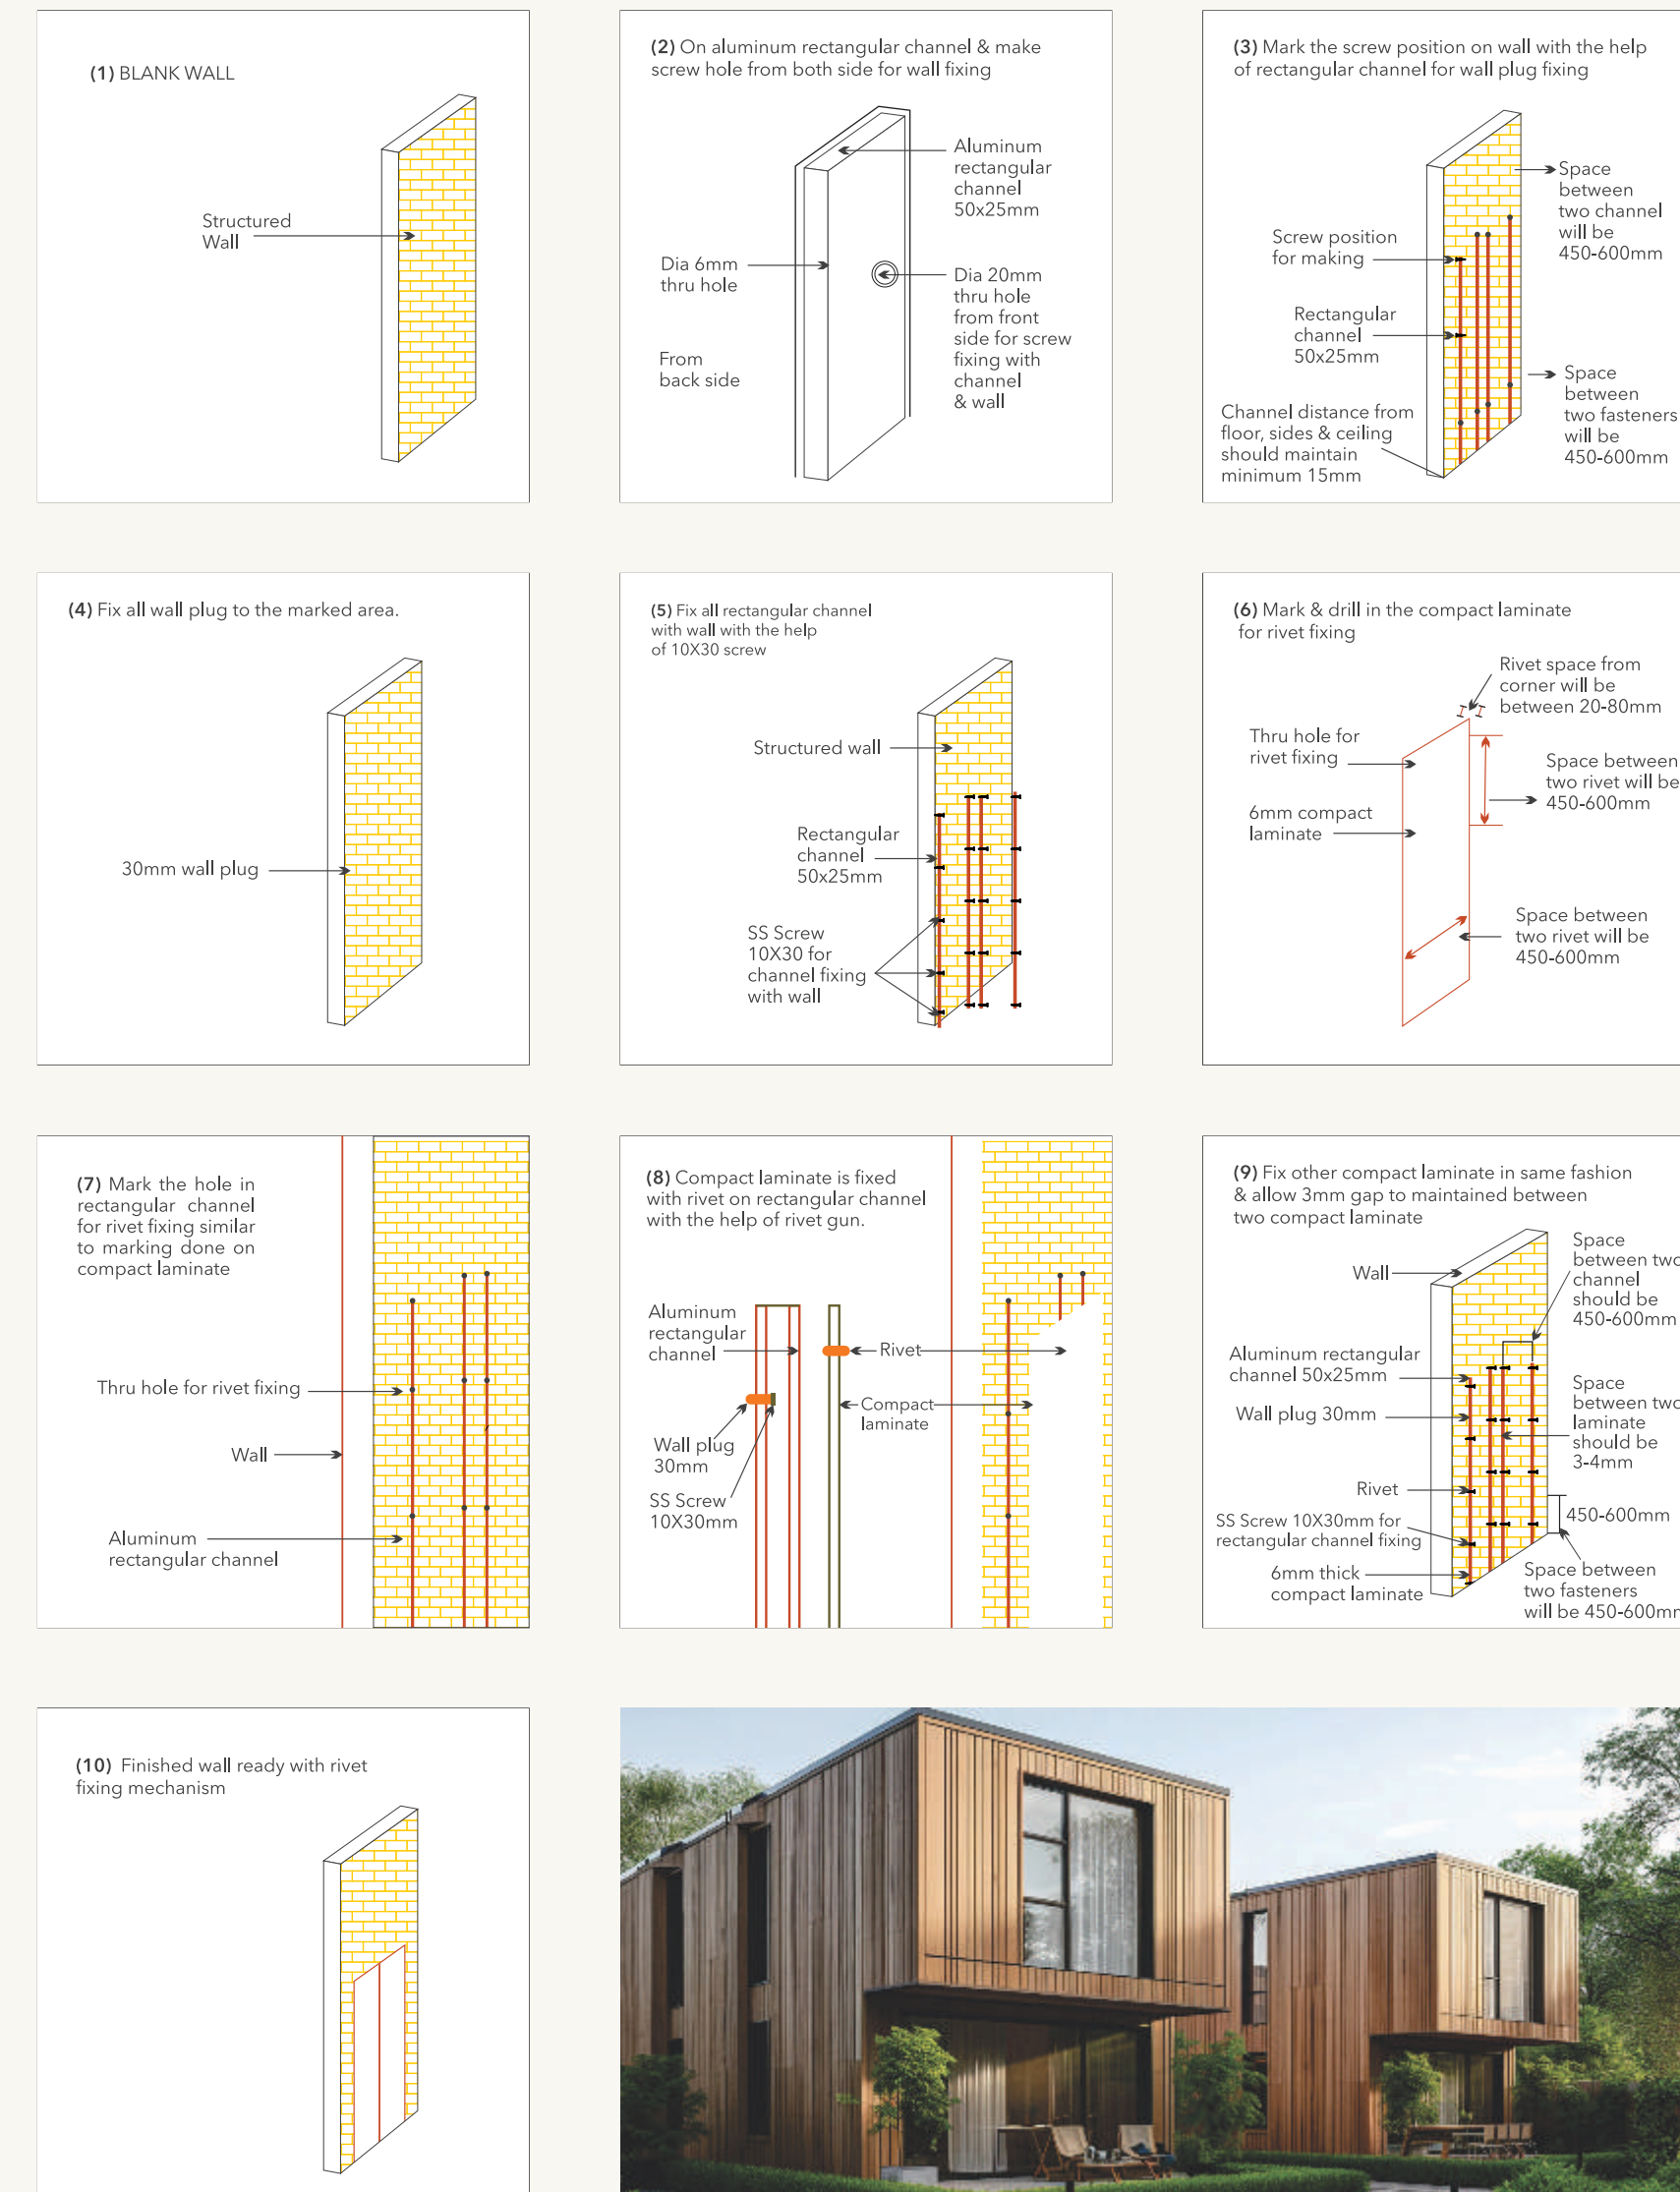 (1) BLANK WALL
Structured
Wall
(2) On aluminum rectangular channel & make
screw hole from both side for wall fixing
Aluminum
rectangular
channel
50x25mm
Dia 6mm
thru hole
Dia 20mm
thru hole
from front
side for screw
fixing with
channel
& wall
From
back side
(3) Mark the screw position on wall with the help
of rectangular channel for wall plug fixing
Space
between
two channel
will be
450-600mm
Screw position
for making
Rectangular
channel
50x25mm
Space
between
two fasteners
will be
450-600mm
Channel distance from
floor, sides & ceiling
should maintain
minimum 15mm
(4) Fix all wall plug to the marked area.
30mm wall plug
(5) Fix all rectangular channel
with wall with the help
of 10X30 screw
Structured wall
Rectangular
channel
50x25mm
SS Screw
10X30 for
channel fixing
with wall
(6) Mark & drill in the compact laminate
for rivet fixing
Rivet space from
corner will be
between 20-80mm
Thru hole for
rivet fixing
Space between
two rivet will be
450-600mm
6mm compact
laminate
Space between
two rivet will be
450-600mm
(7) Mark the hole in
rectangular channel
for rivet fixing similar
to marking done on
compact laminate
Thru hole for rivet fixing
Wall
Aluminum
rectangular channel
(8) Compact laminate is fixed
with rivet on rectangular channel
with the help of rivet gun.
Aluminum
rectangular
channel
Rivet
Compact
laminate
Wall plug
30mm
SS Screw
10X30mm
(9) Fix other compact laminate in same fashion
& allow 3mm gap to maintained between
two compact laminate
Space
between two
channel
should be
450-600mm
Wall
Aluminum rectangular
channel 50x25mm
Space
between two
laminate
should be
3-4mm
Wall plug 30mm
Rivet
450-600mm
SS Screw 10X30mm for
rectangular channel fixing
6mm thick
compact laminate
Space between
two fasteners
will be 450-600mm
(10) Finished wall ready with rivet
fixing mechanism